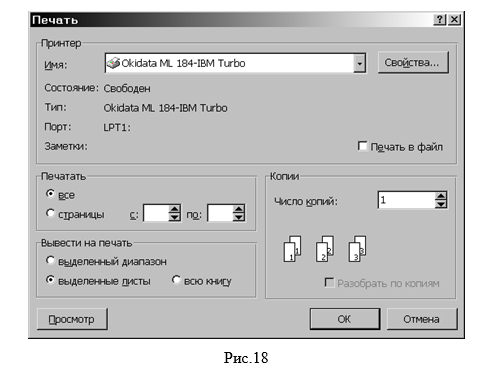 Печать
Принтер
Имя: Okidata ML 184-IBM Turbo Свойства...
Состояние: Свободен
Тип: Okidata ML 184-IBM Turbo
Порт: LPT1:
Заметки: Печать в файл
Печатать Копии
все Число копий: 1
страницы с: по:
1 1 2 2 3 3
Вывести на печать
выделенный диапазон
выделенные листы всю книгу Разобрать по копиям
Просмотр ОК Отмена
Рис.18